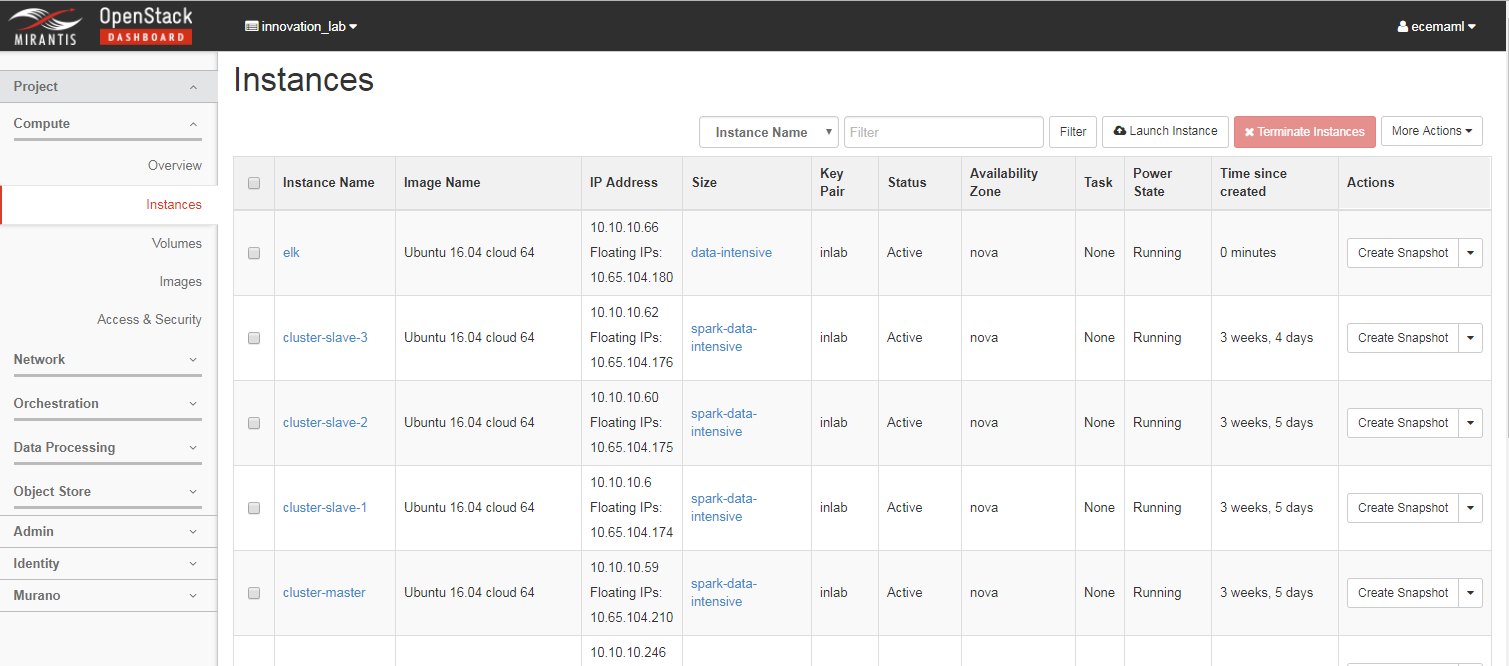 MIRANTIS
OpenStack
DASHBOARD
innovation_lab
ecemaml
Project
Compute
Overview
Instances
Volumes
Images
Access & Security
Network
Orchestration
Data Processing
Object Store
Admin
Identity
Murano
Instances
Instance Name
Filter
Filter
Launch Instance
Terminate Instances
More Actions
Instance Name
Image Name
IP Address
Size
Key
Pair
Status
Availability
Zone
Task
Power
State
Time since
created
Actions
elk
Ubuntu 16.04 cloud 64
10.10.10.66
Floating IPs:
10.65.104.180
data-intensive
inlab
Active
nova
None
Running
0 minutes
Create Snapshot
cluster-slave-3
Ubuntu 16.04 cloud 64
10.10.10.62
Floating IPs:
10.65.104.176
spark-data-
intensive
inlab
Active
nova
None
Running
3 weeks, 4 days
Create Snapshot
cluster-slave-2
Ubuntu 16.04 cloud 64
10.10.10.60
Floating IPs:
10.65.104.175
spark-data-
intensive
inlab
Active
nova
None
Running
3 weeks, 5 days
Create Snapshot
cluster-slave-1
Ubuntu 16.04 cloud 64
10.10.10.6
Floating IPs:
10.65.104.174
spark-data-
intensive
inlab
Active
nova
None
Running
3 weeks, 5 days
Create Snapshot
cluster-master
Ubuntu 16.04 cloud 64
10.10.10.59
Floating IPs:
10.65.104.210
spark-data-
intensive
inlab
Active
nova
None
Running
3 weeks, 5 days
Create Snapshot
10.10.10.246